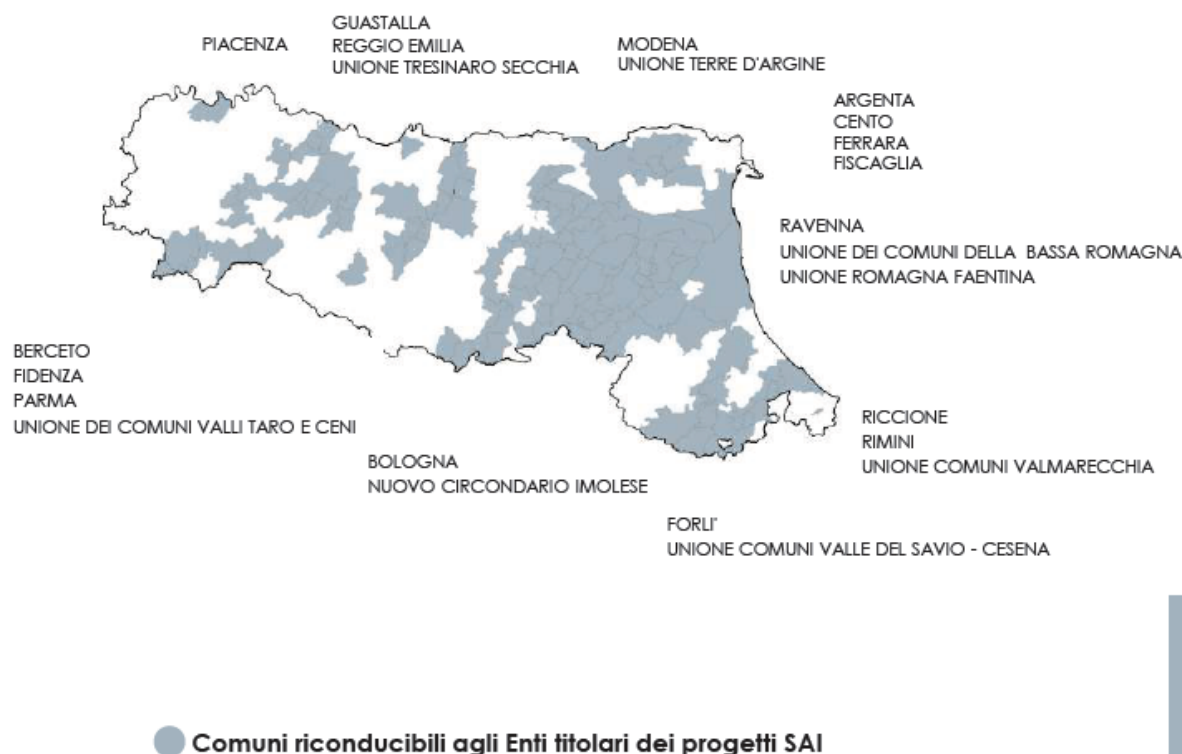 PIACENZA
GUASTALLA
REGGIO EMILIA
UNIONE TRESINARO SECCHIA
MODENA
UNIONE TERRE D'ARGINE
ARGENTA
CENTO
FERRARA
FISCAGLIA
RAVENNA
UNIONE DEI COMUNI DELLA BASSA ROMAGNA
UNIONE ROMAGNA FAENTINA
BERCETO
FIDENZA
PARMA
UNIONE DEI COMUNI VALLI TARO E CENI
BOLOGNA
NUOVO CIRCONDARIO IMOLESE
RICCIONE
RIMINI
UNIONE COMUNI VALMARECCHIA
FORLI'
UNIONE COMUNI VALLE DEL SAVIO - CESENA
Comuni riconducibili agli Enti titolari dei progetti SAI